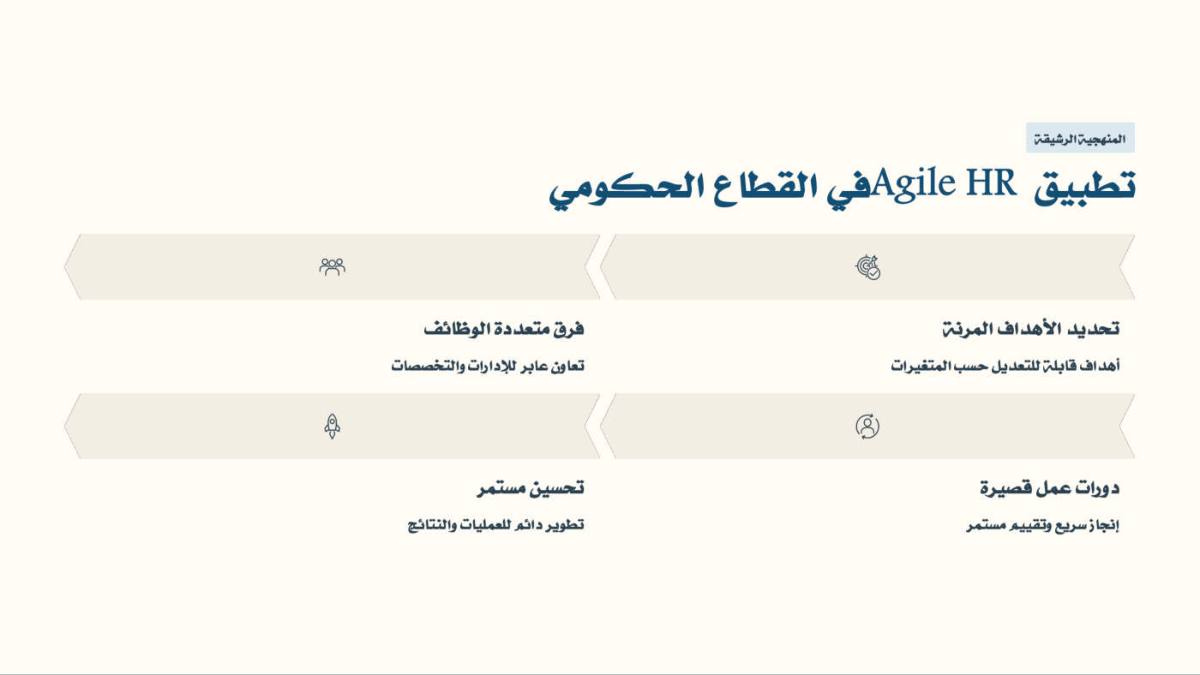 المنهجية الرشيقة
تطبيق Agile HR في القطاع الحكومي
تحديد الأهداف المرنة
أهداف قابلة للتعديل حسب المتغيرات
فرق متعددة الوظائف
تعاون عابر للإدارات والتخصصات
دورات عمل قصيرة
إنجاز سريع وتقييم مستمر
تحسين مستمر
تطوير دائم للعمليات والنتائج